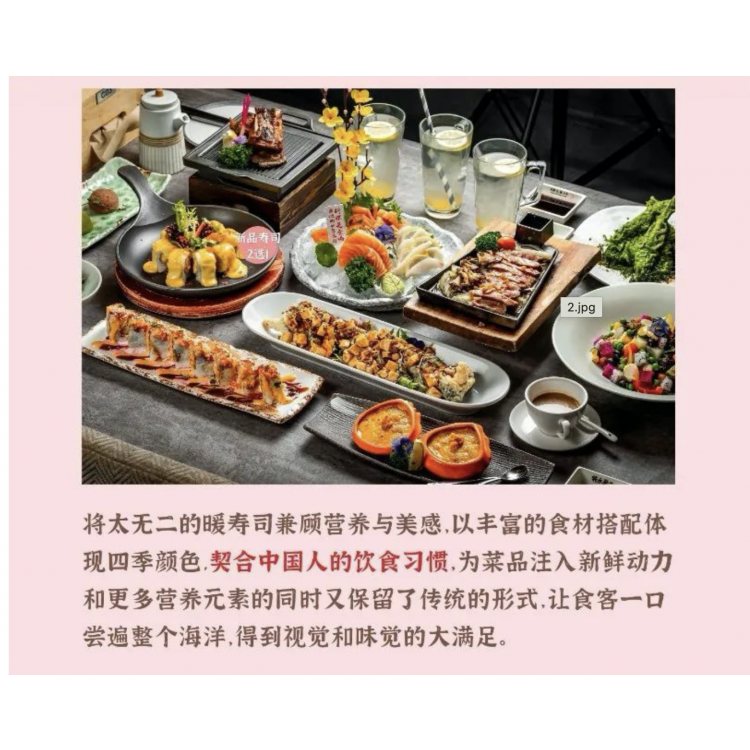 新品寿司
2选1
2.jpg
将太无二的暖寿司兼顾营养与美感,以丰富的食材搭配体
现四季颜色,契合中国人的饮食习惯,为菜品注入新鲜动力
和更多营养元素的同时又保留了传统的形式,让食客一口
尝遍整个海洋,得到视觉和味觉的大满足。